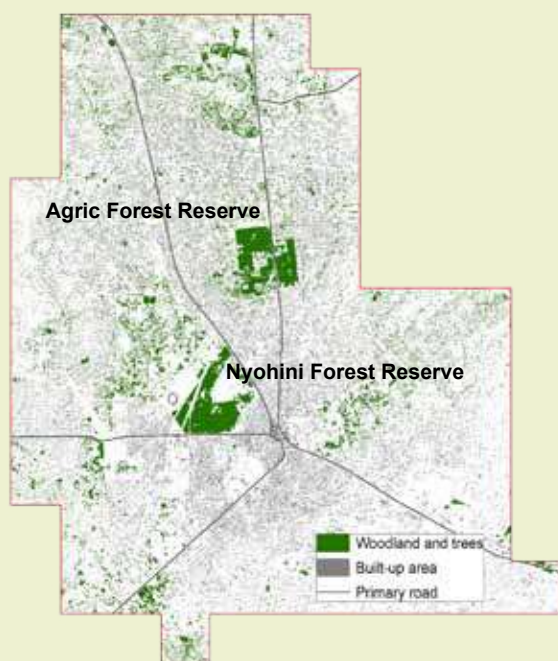 Agric Forest Reserve
Nyohini Forest Reserve
Woodland and trees
Built-up area
Primary road